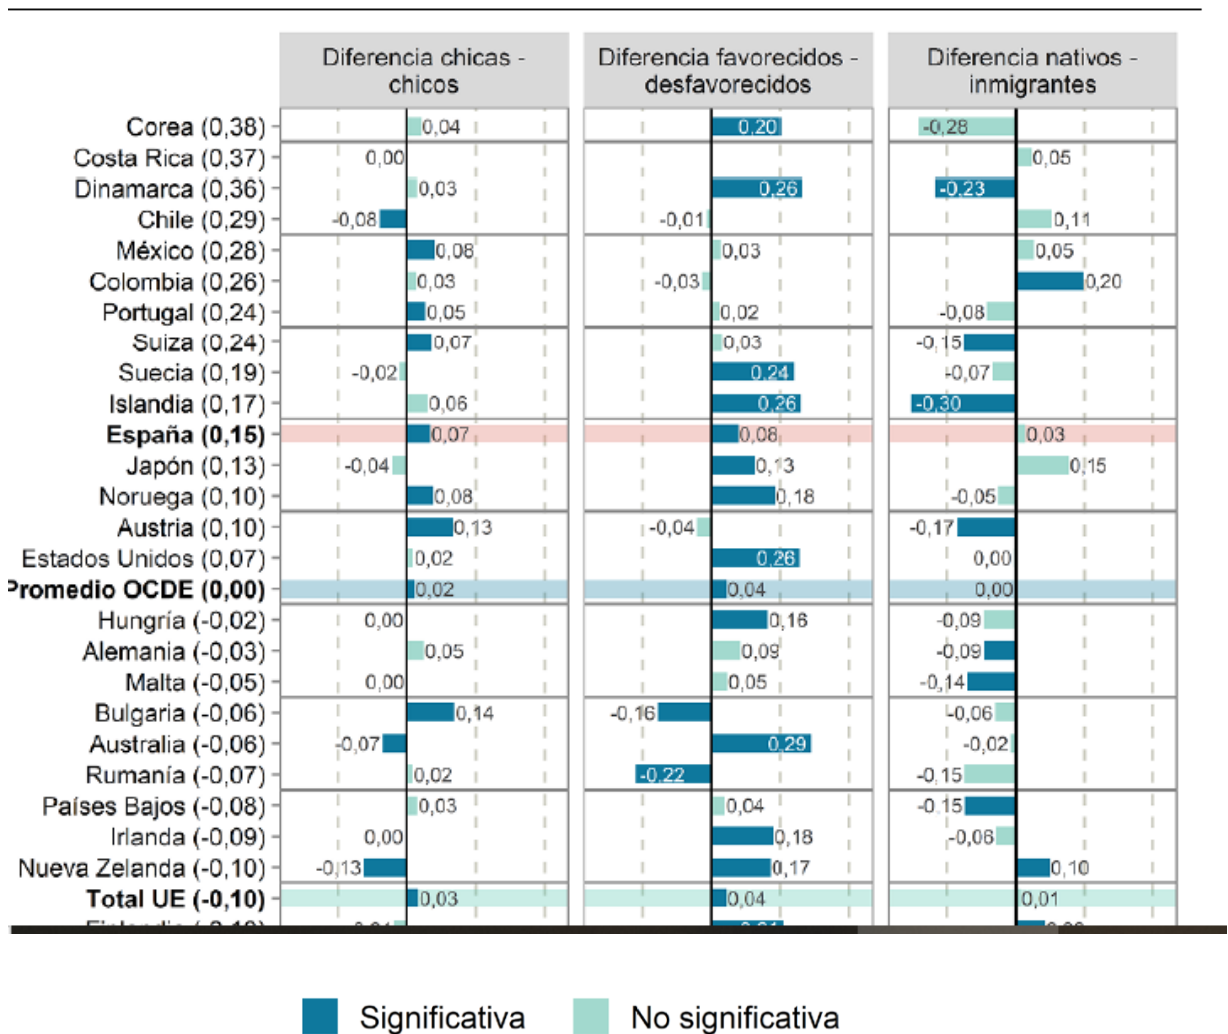 Diferencia chicas -
chicos
Diferencia favorecidos -
desfavorecidos
Diferencia nativos -
inmigrantes
Corea (0,38) 0,04 0,20 -0,28
Costa Rica (0,37) 0,00 0,05
Dinamarca (0,36) 0,03 0,26 -0,23
Chile (0,29) -0,08 -0,01 0,11
México (0,28) 0,08 0,03 0,05
Colombia (0,26) 0,03 -0,03 0,20
Portugal (0,24) 0,05 0,02 -0,08
Suiza (0,24) 0,07 0,03 -0,15
Suecia (0,19) -0,02 0,24 -0,07
Islandia (0,17) 0,06 0,26 -0,30
España (0,15) 0,07 0,08 0,03
Japón (0,13) -0,04 0,13 0,15
Noruega (0,10) 0,08 0,18 -0,05
Austria (0,10) 0,13 -0,04 -0,17
Estados Unidos (0,07) 0,02 0,26 0,00
Promedio OCDE (0,00) 0,02 0,04 0,00
Hungría (-0,02) 0,00 0,16 -0,09
Alemania (-0,03) 0,05 0,09 -0,09
Malta (-0,05) 0,00 0,05 -0,14
Bulgaria (-0,06) 0,14 -0,16 -0,06
Australia (-0,06) -0,07 0,29 -0,02
Rumanía (-0,07) 0,02 -0,22 -0,15
Países Bajos (-0,08) 0,03 0,04 -0,15
Irlanda (-0,09) 0,00 0,18 -0,06
Nueva Zelanda (-0,10) -0,13 0,17 0,10
Total UE (-0,10) 0,03 0,04 0,01
Significativa No significativa